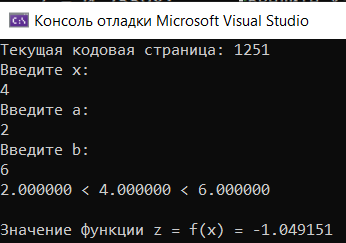 Консоль отладки Microsoft Visual Studio
Текущая кодовая страница: 1251
Введите x:
4
Введите a:
2
Введите b:
6
2.000000 < 4.000000 < 6.000000
Значение функции z = f(x) = -1.049151